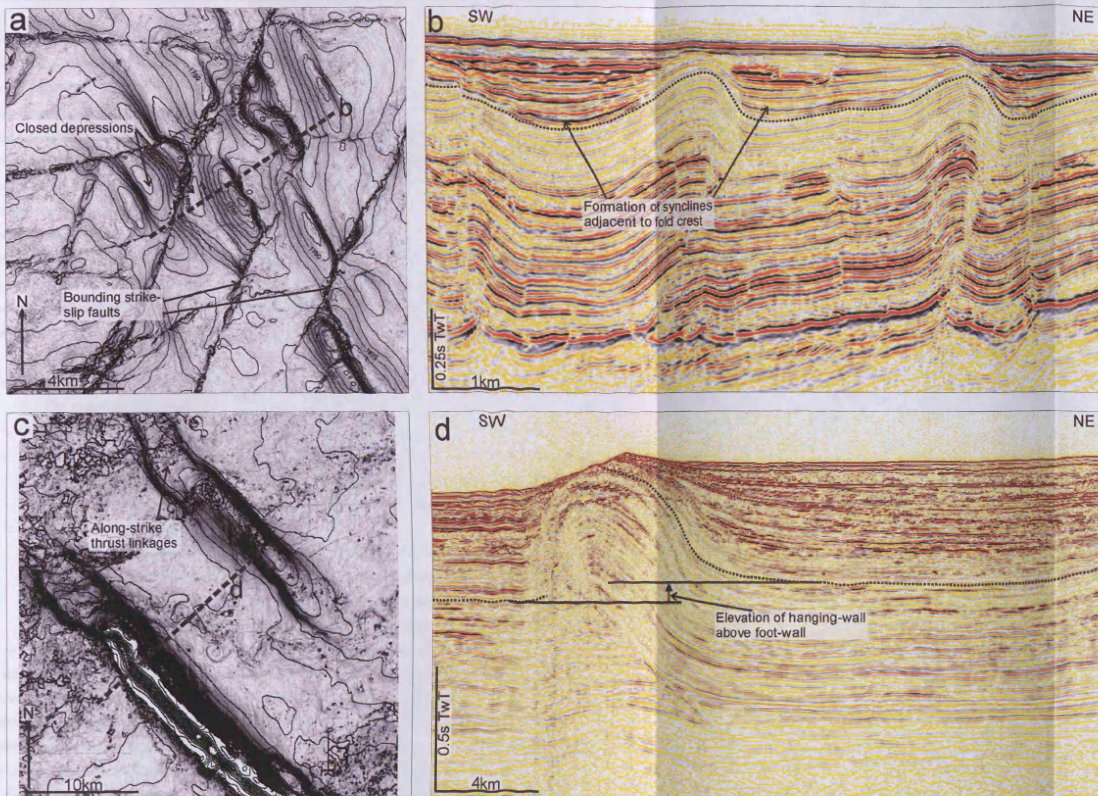 a
Closed depressions
b
Bounding strike-
slip faults
N
4km
b
SW
NE
Formation of synclines
adjacent to fold crest
0.25s TwT
1km
c
Along-strike
thrust linkages
d
N
10km
d
SW
NE
Elevation of hanging-wall
above foot-wall
0.5s TwT
4km